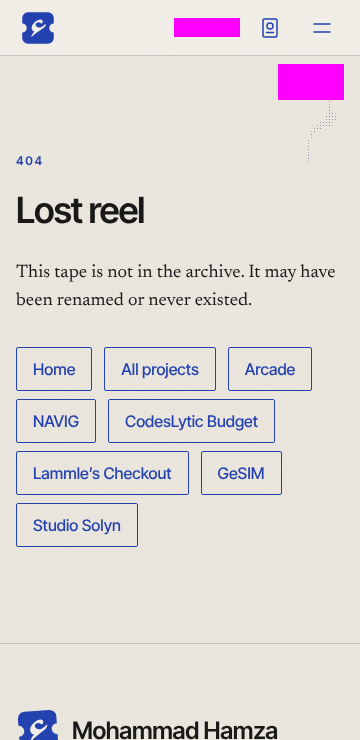 404
Lost reel
This tape is not in the archive. It may have
been renamed or never existed.
Home
All projects
Arcade
NAVIG
CodesLytic Budget
Lammle’s Checkout
GeSIM
Studio Solyn
Mohammad Hamza